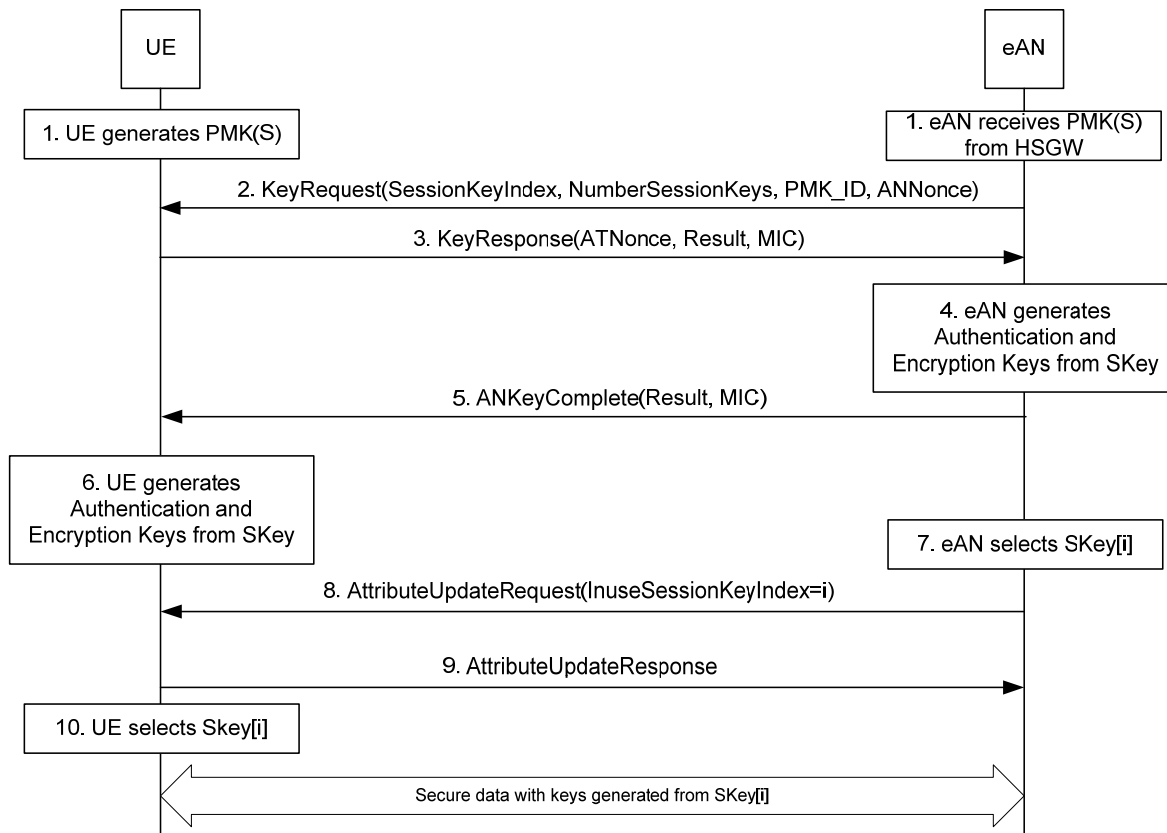 UE
eAN
1. UE generates PMK(S)
1. eAN receives PMK(S)
from HSGW
2. KeyRequest(SessionKeyIndex, NumberSessionKeys, PMK_ID, ANNonce)
3. KeyResponse(ATNonce, Result, MIC)
4. eAN generates
Authentication and
Encryption Keys from SKey
5. ANKeyComplete(Result, MIC)
6. UE generates
Authentication and
Encryption Keys from SKey
7. eAN selects SKey[i]
8. AttributeUpdateRequest(InuseSessionKeyIndex=i)
9. AttributeUpdateResponse
10. UE selects Skey[i]
Secure data with keys generated from SKey[i]